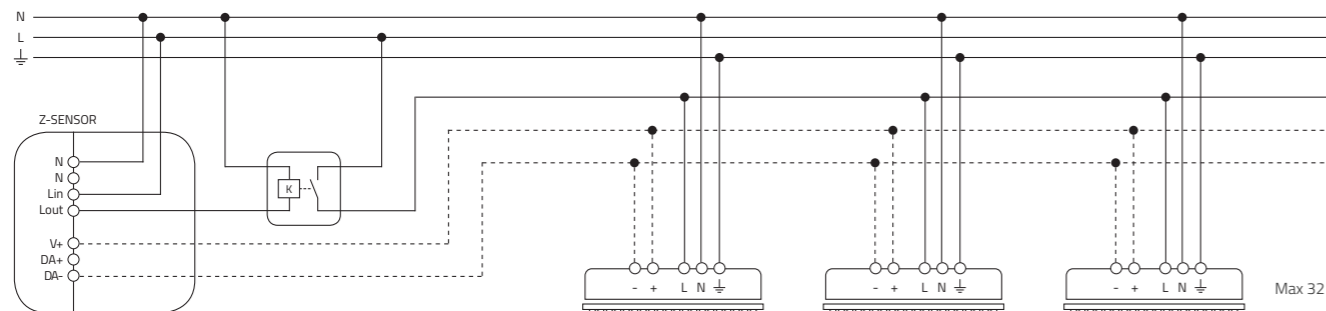 N
L
Z-SENSOR
N
N
Lin
Lout
K
V+
DA+
DA-
- + L N - + L N - + L N Max 32